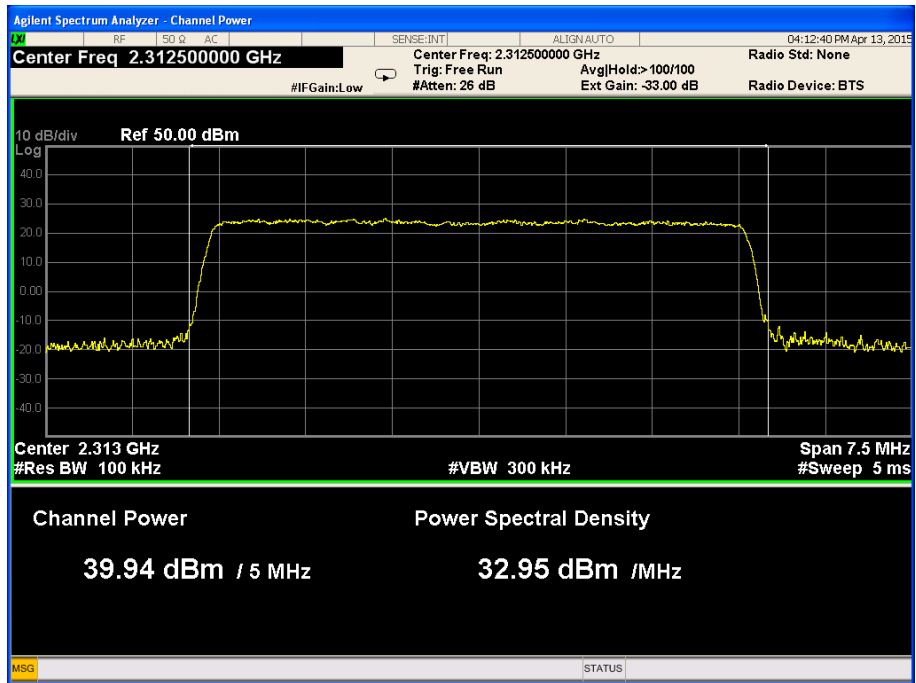 Agilent Spectrum Analyzer - Channel Power
LXI RF 50 Ω AC SENSE:INT ALIGN AUTO 04:12:40 PM Apr 13, 2015
Center Freq 2.312500000 GHz
Center Freq: 2.312500000 GHz Radio Std: None
Trig: Free Run Avg|Hold:>100/100
#IFGain:Low #Atten: 26 dB Ext Gain: -33.00 dB Radio Device: BTS
10 dB/div Ref 50.00 dBm
Log
40.0
30.0
20.0
10.0
0.00
-10.0
-20.0
-30.0
-40.0
Center 2.313 GHz Span 7.5 MHz
#Res BW 100 kHz #VBW 300 kHz #Sweep 5 ms
Channel Power Power Spectral Density
39.94 dBm / 5 MHz 32.95 dBm /MHz
MSG STATUS